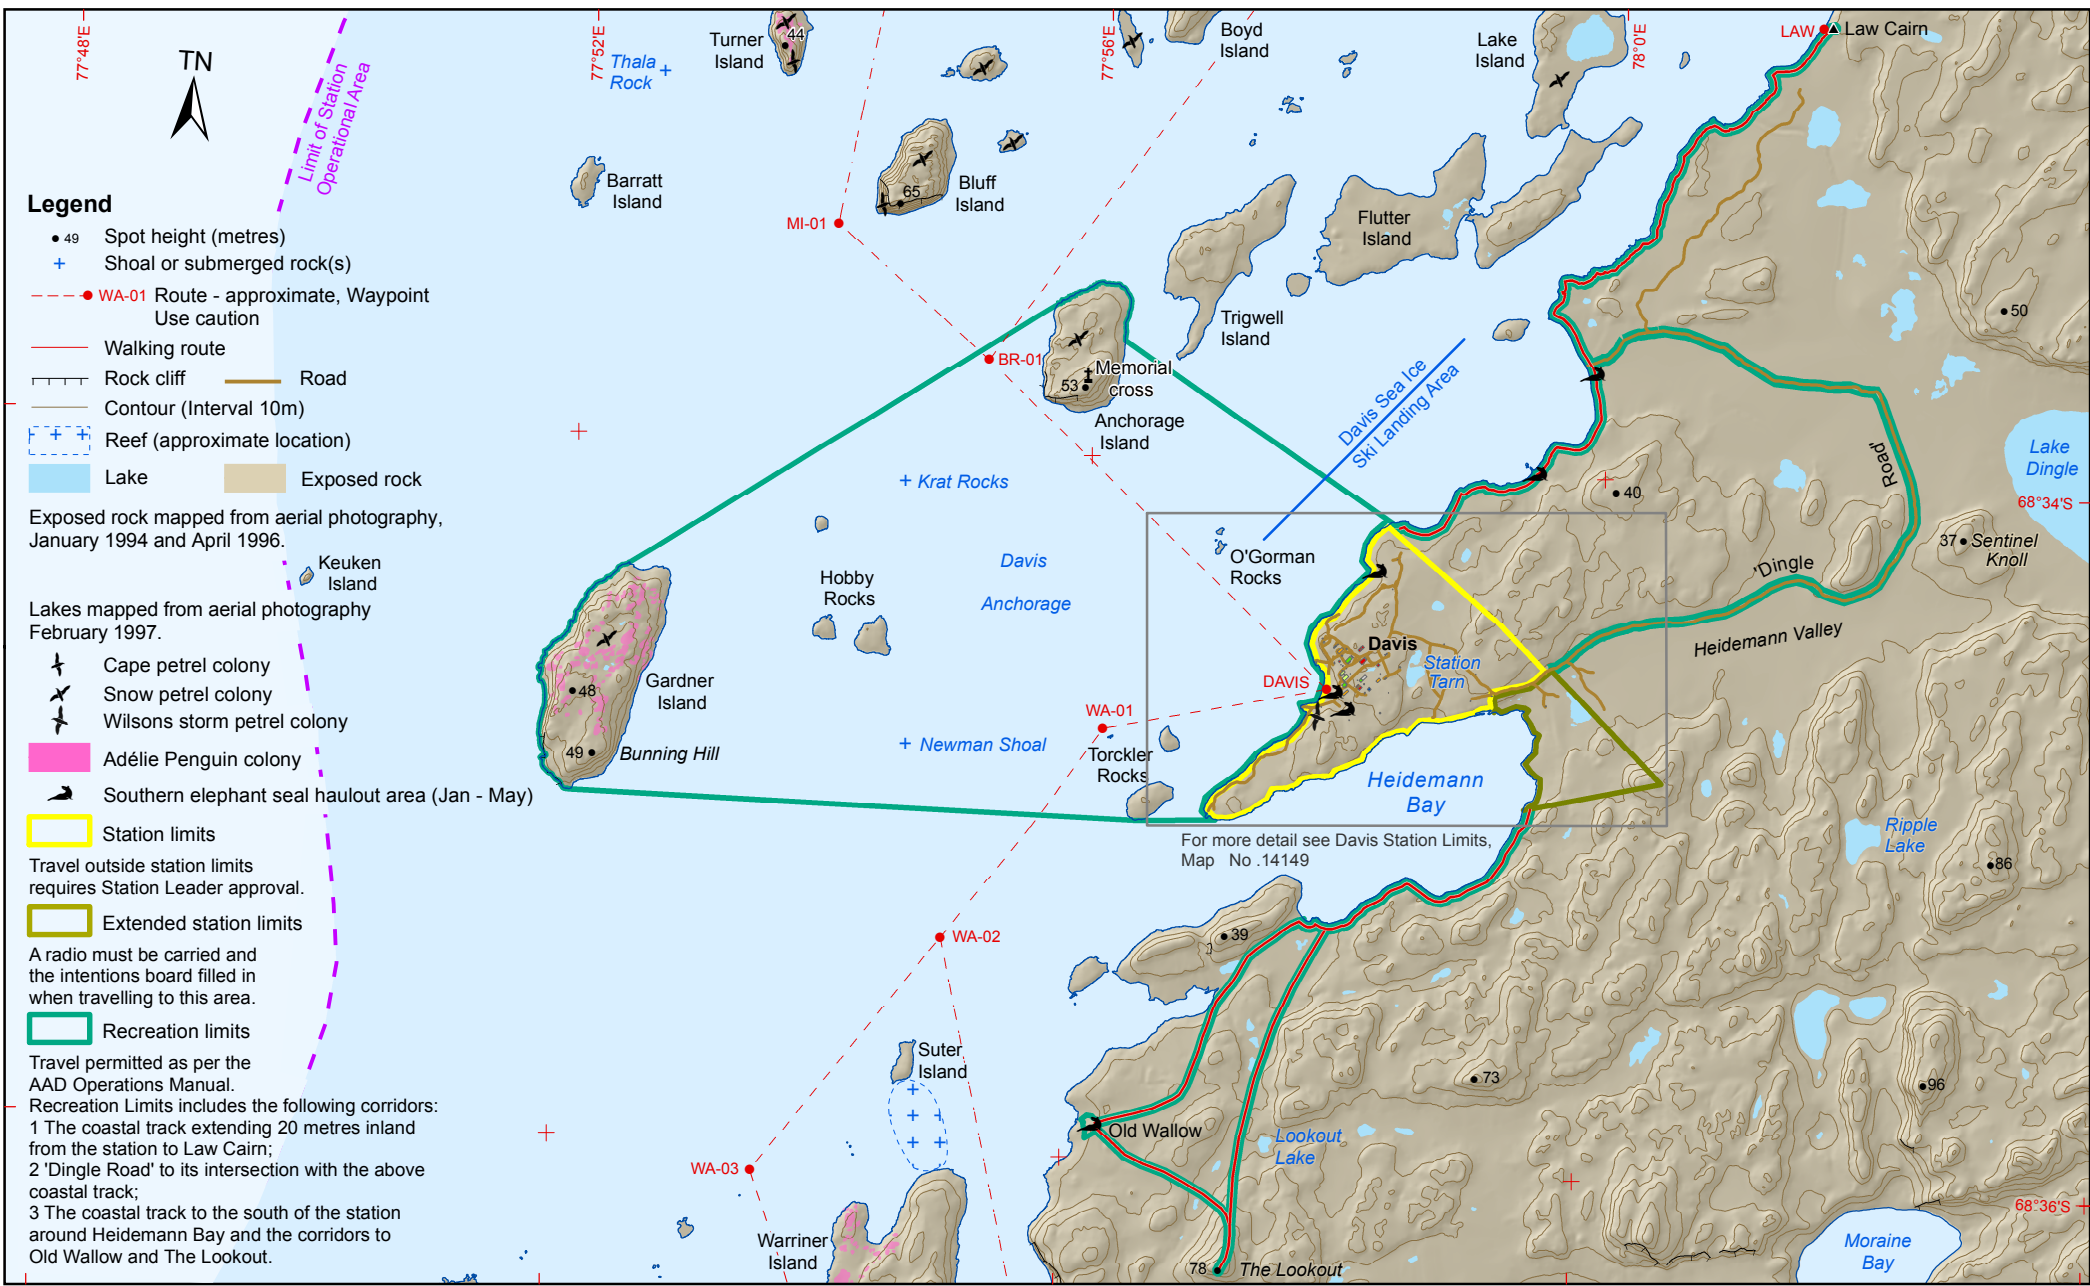 77°48'E
77°52'E
77°56'E
78°0'E
TN
Limit of Station
Operational Area
Thala
Rock
Turner
Island
44
Boyd
Island
Lake
Island
LAW
Law Cairn
Barratt
Island
65
Bluff
Island
MI-01
Flutter
Island
Trigwell
Island
50
BR-01
Memorial
cross
53
Anchorage
Island
Davis Sea Ice
Ski Landing Area
'Dingle
Road'
Lake
Dingle
68°34'S
40
37
Sentinel
Knoll
Krat Rocks
Davis
Anchorage
O'Gorman
Rocks
Hobby
Rocks
Keuken
Island
Heidemann Valley
Davis
Station
Tarn
DAVIS
48
Gardner
Island
49
Bunning Hill
WA-01
Newman Shoal
Torckler
Rocks
Heidemann
Bay
For more detail see Davis Station Limits,
Map No .14149
Ripple
Lake
86
39
WA-02
Suter
Island
73
96
Old Wallow
Lookout
Lake
WA-03
68°36'S
Warriner
Island
78
The Lookout
Moraine
Bay
Legend
49 Spot height (metres)
Shoal or submerged rock(s)
WA-01 Route - approximate, Waypoint
Use caution
Walking route
Rock cliff
Road
Contour (Interval 10m)
Reef (approximate location)
Lake
Exposed rock
Exposed rock mapped from aerial photography,
January 1994 and April 1996.
Lakes mapped from aerial photography
February 1997.
Cape petrel colony
Snow petrel colony
Wilsons storm petrel colony
Adélie Penguin colony
Southern elephant seal haulout area (Jan - May)
Station limits
Travel outside station limits
requires Station Leader approval.
Extended station limits
A radio must be carried and
the intentions board filled in
when travelling to this area.
Recreation limits
Travel permitted as per the
AAD Operations Manual.
Recreation Limits includes the following corridors:
1 The coastal track extending 20 metres inland
from the station to Law Cairn;
2 'Dingle Road' to its intersection with the above
coastal track;
3 The coastal track to the south of the station
around Heidemann Bay and the corridors to
Old Wallow and The Lookout.